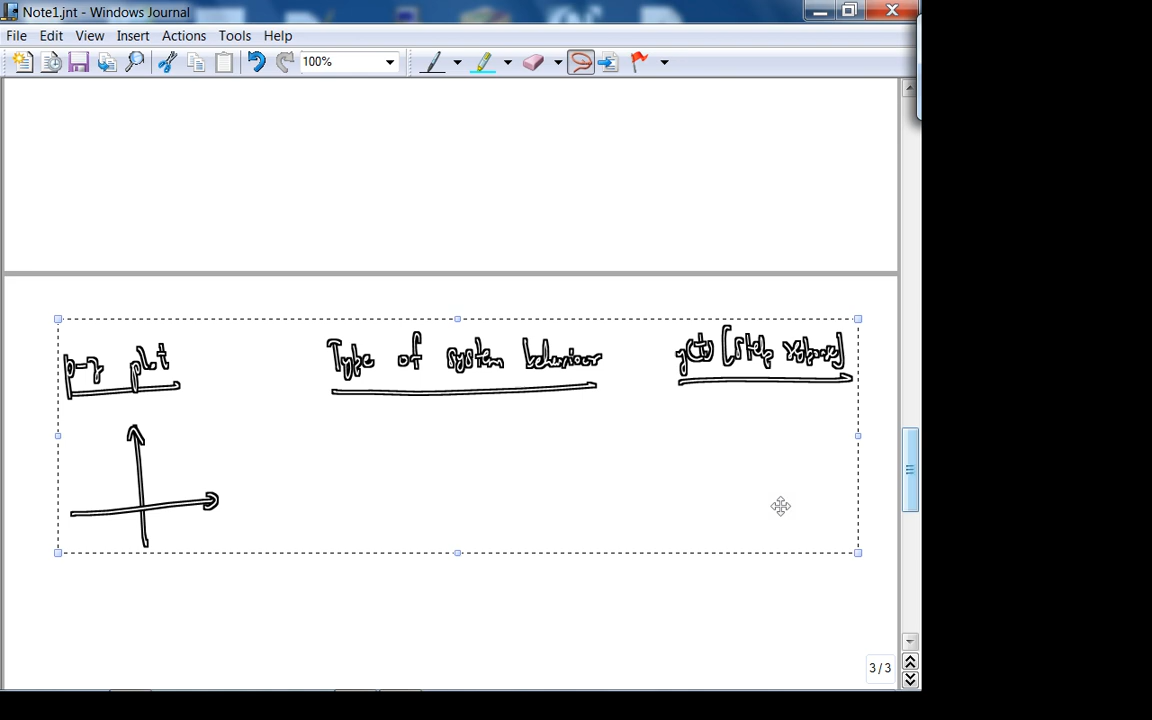 Note1.jnt - Windows Journal
File Edit View Insert Actions Tools Help
100%
p-z plot Type of system behaviour y(t) [Step response]
3 / 3